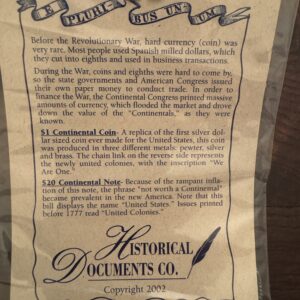 E PLURI- BUS UNUM
Before the Revolutionary War, hard currency (coin) was
very rare. Most people used Spanish milled dollars, which
they cut into eighths and used in business transactions.
During the War, coins and eighths were hard to come by,
so the state governments and American Congress issued
their own paper money to conduct trade. In order to
finance the War, the Continental Congress printed massive
amounts of currency, which flooded the market and drove
down the value of the "Continentals," as they were
known.
$1 Continental Coin- A replica of the first silver dol-
lar sized coin ever made for the United States, this coin
was produced in three different metals: pewter, silver
and brass. The chain link on the reverse side represents
the newly united colonies, with the inscription "We
Are One."
$20 Continental Note- Because of the rampant infla-
tion of this note, the phrase "not worth a Continental"
became prevalent in the new America. Note that this
bill displays the name "United States." Issues printed
before 1777 read "United Colonies."
HISTORICAL
DOCUMENTS CO.
Copyright 2002